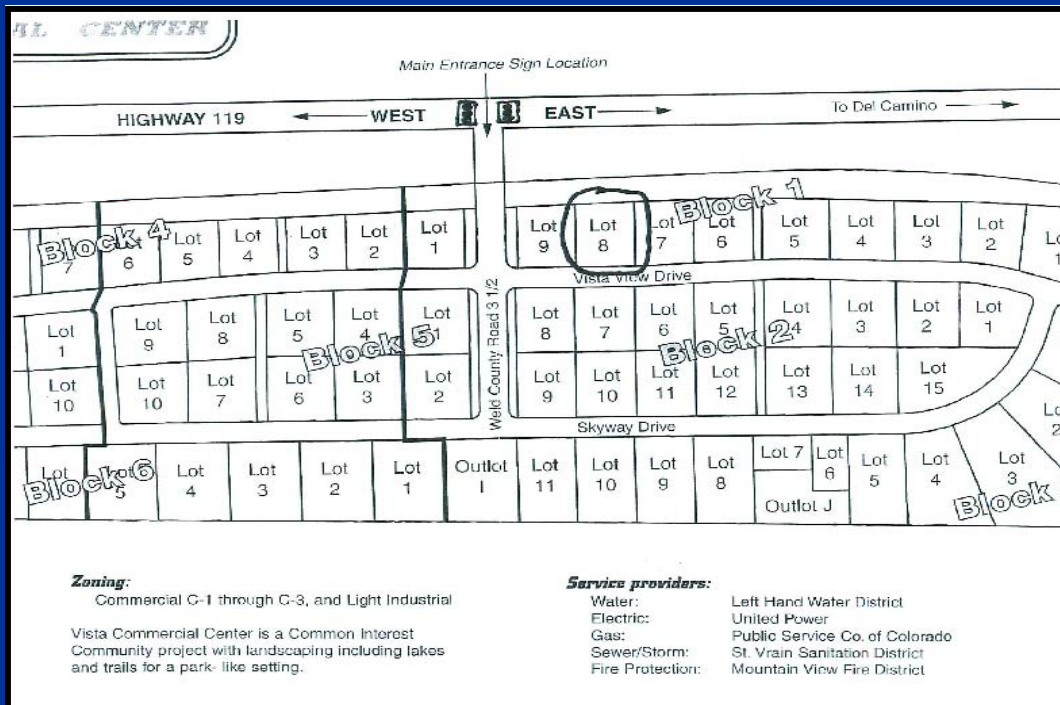 AL CENTER
Main Entrance Sign Location
HIGHWAY 119
WEST
EAST
To Del Camino
Block 4
7
6
Lot 5
Lot 4
Lot 3
Lot 2
Lot 1
Lot 9
Lot 8
Lot 7
Block 1
Lot 6
Lot 5
Lot 4
Lot 3
Lot 2
Lo 1
Vista View Drive
Weld County Road 3 1/2
Lot 1
Lot 9
Lot 8
Lot 5
Lot 4
Block 5
1
Lot 8
Lot 7
Lot 6
Lot 5
Block 2
4
Lot 3
Lot 2
Lot 1
Lot 10
Lot 10
Lot 7
Lot 6
Lot 3
Lot 2
Lot 9
Lot 10
Lot 11
Lot 12
Lot 13
Lot 14
Lot 15
Skyway Drive
Lo 2
Lot
Block 6
Lot 5
Lot 4
Lot 3
Lot 2
Lot 1
Outlot I
Lot 11
Lot 10
Lot 9
Lot 8
Lot 7
Lot 6
Outlot J
Lot 5
Lot 4
Lot 3
Block
Zoning:
Commercial C-1 through C-3, and Light Industrial
Vista Commercial Center is a Common Interest
Community project with landscaping including lakes
and trails for a park- like setting.
Service providers:
Water: Left Hand Water District
Electric: United Power
Gas: Public Service Co. of Colorado
Sewer/Storm: St. Vrain Sanitation District
Fire Protection: Mountain View Fire District